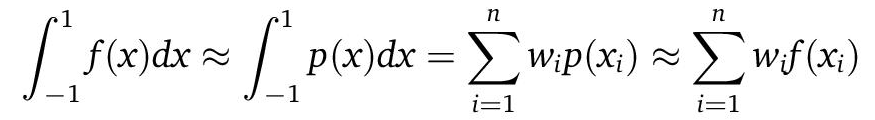 ∫_{-1}^{1} f(x)dx ≈ ∫_{-1}^{1} p(x)dx = ∑_{i=1}^{n} w_i p(x_i) ≈ ∑_{i=1}^{n} w_i f(x_i)